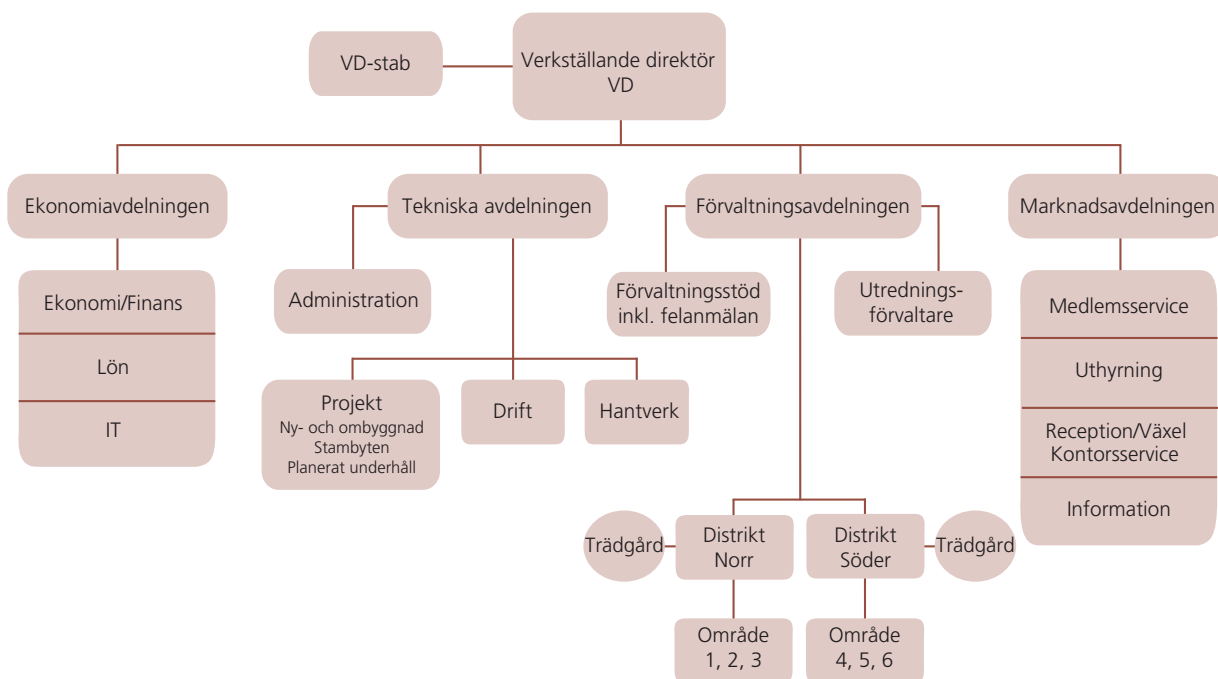 VD-stab
Verkställande direktör
VD
Ekonomiavdelningen
Tekniska avdelningen
Förvaltningsavdelningen
Marknadsavdelningen
Ekonomi/Finans
Lön
IT
Administration
Projekt
Ny- och ombyggnad
Stambyten
Planerat underhåll
Drift
Hantverk
Förvaltningsstöd
inkl. felanmälan
Utrednings-
förvaltare
Trädgård
Distrikt
Norr
Distrikt
Söder
Trädgård
Område
1, 2, 3
Område
4, 5, 6
Medlemsservice
Uthyrning
Reception/Växel
Kontorsservice
Information